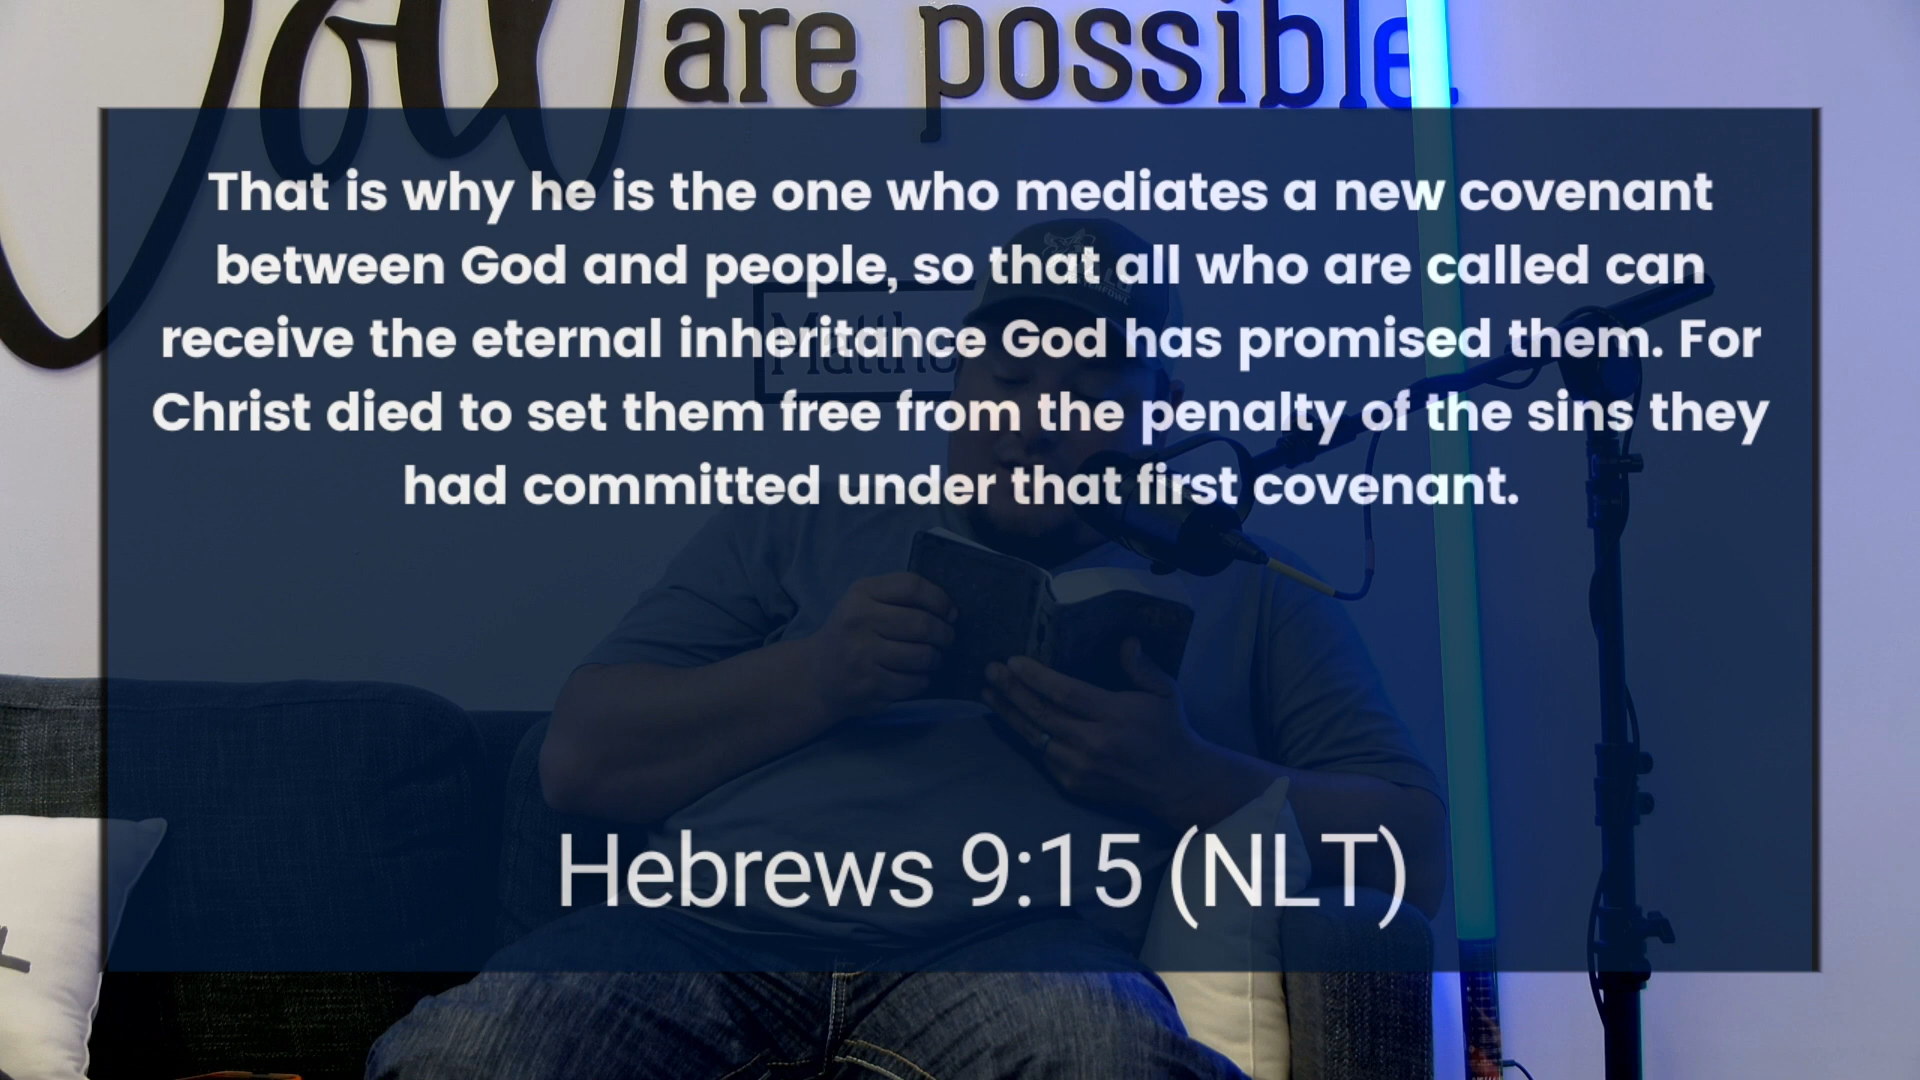 are possible.
That is why he is the one who mediates a new covenant
between God and people, so that all who are called can
receive the eternal inheritance God has promised them. For
Christ died to set them free from the penalty of the sins they
had committed under that first covenant.
Hebrews 9:15 (NLT)